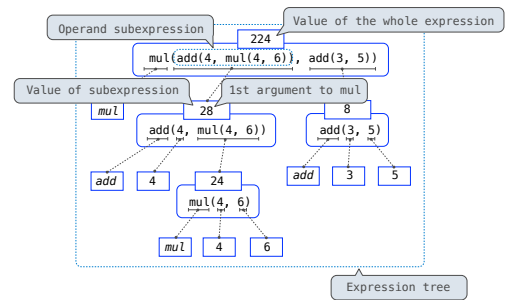 Value of the whole expression
Operand subexpression
224
mul(add(4, mul(4, 6)), add(3, 5))
Value of subexpression
1st argument to mul
mul
28
8
add(4, mul(4, 6))
add(3, 5)
add
4
24
add
3
5
mul(4, 6)
mul
4
6
Expression tree